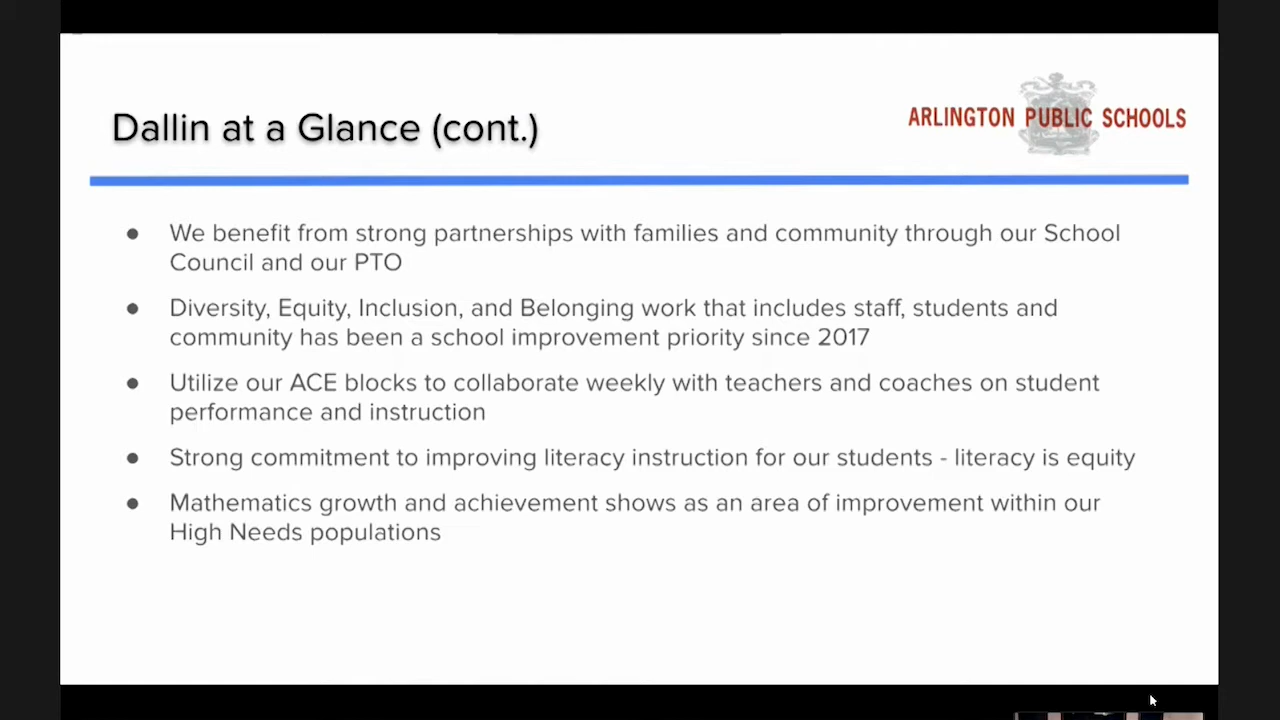 Dallin at a Glance (cont.)
ARLINGTON PUBLIC SCHOOLS
● We benefit from strong partnerships with families and community through our School
Council and our PTO
● Diversity, Equity, Inclusion, and Belonging work that includes staff, students and
community has been a school improvement priority since 2017
● Utilize our ACE blocks to collaborate weekly with teachers and coaches on student
performance and instruction
● Strong commitment to improving literacy instruction for our students - literacy is equity
● Mathematics growth and achievement shows as an area of improvement within our
High Needs populations